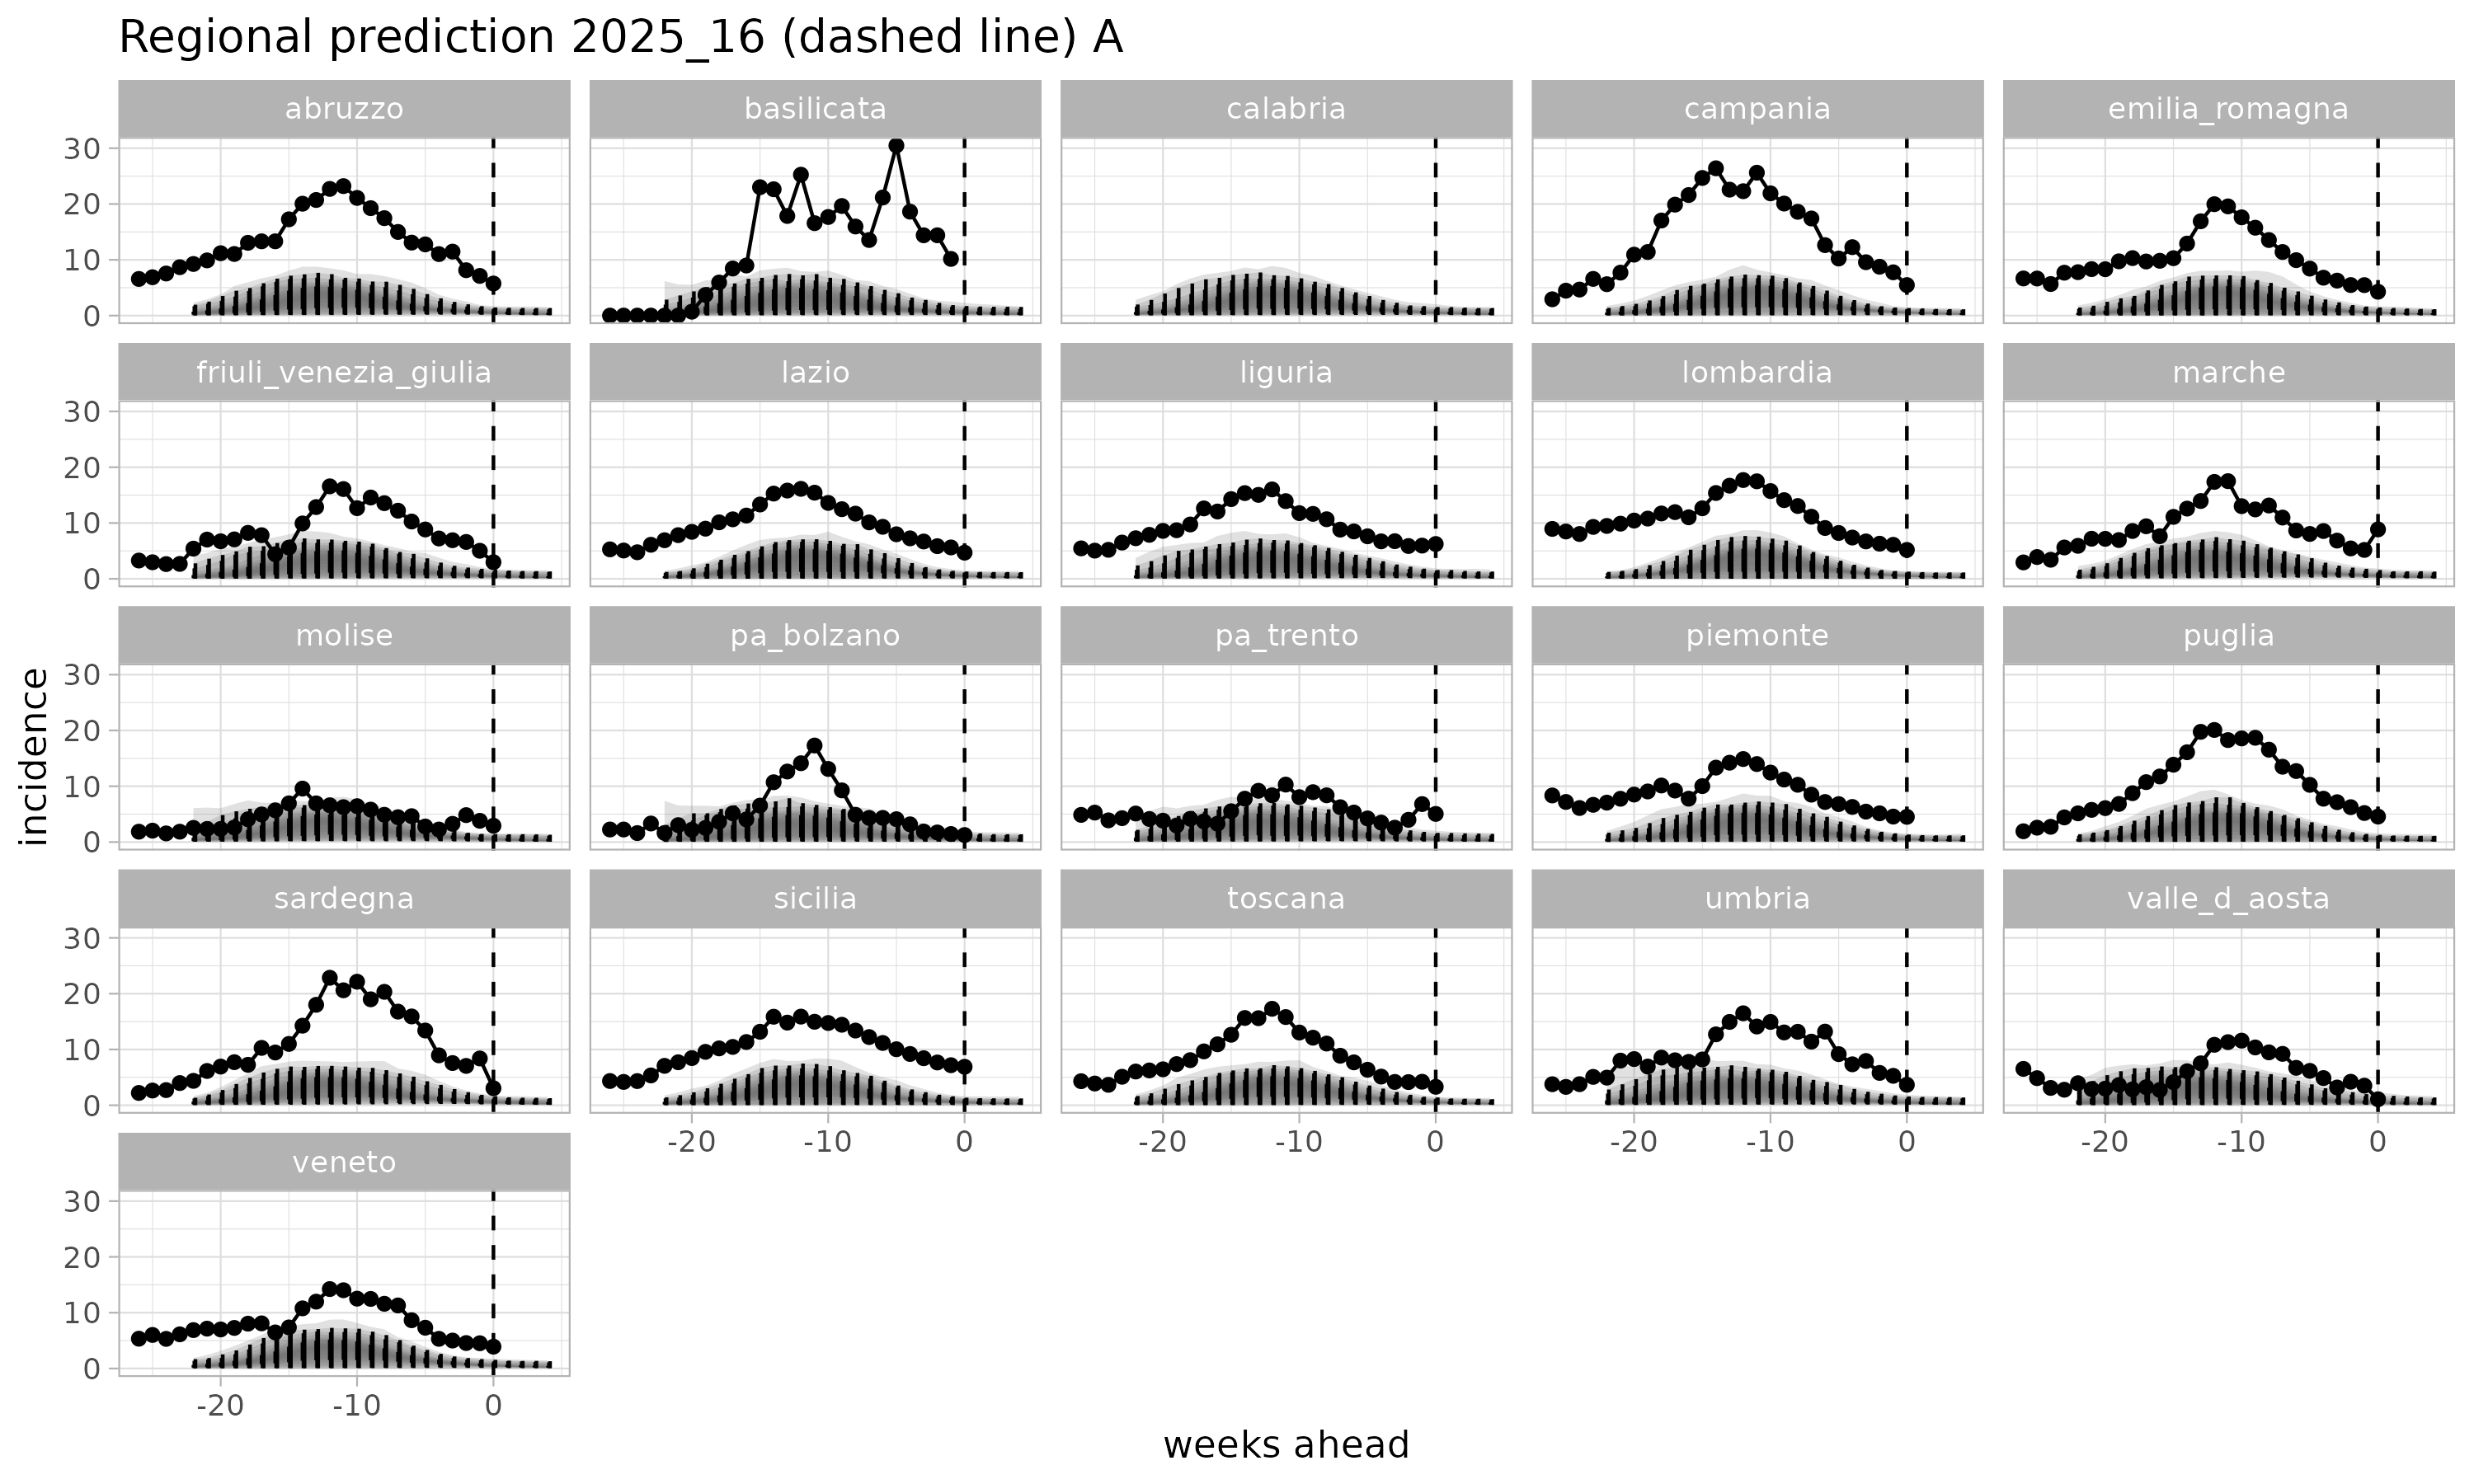 Regional prediction 2025_16 (dashed line) A
abruzzo basilicata calabria campania emilia_romagna
30
20
10
0
friuli_venezia_giulia lazio liguria lombardia marche
30
20
10
0
molise pa_bolzano pa_trento piemonte puglia
30
20
10
0
incidence
sardegna sicilia toscana umbria valle_d_aosta
30
20
10
0
-20 -10 0 -20 -10 0 -20 -10 0 -20 -10 0
veneto
30
20
10
0
-20 -10 0
weeks ahead